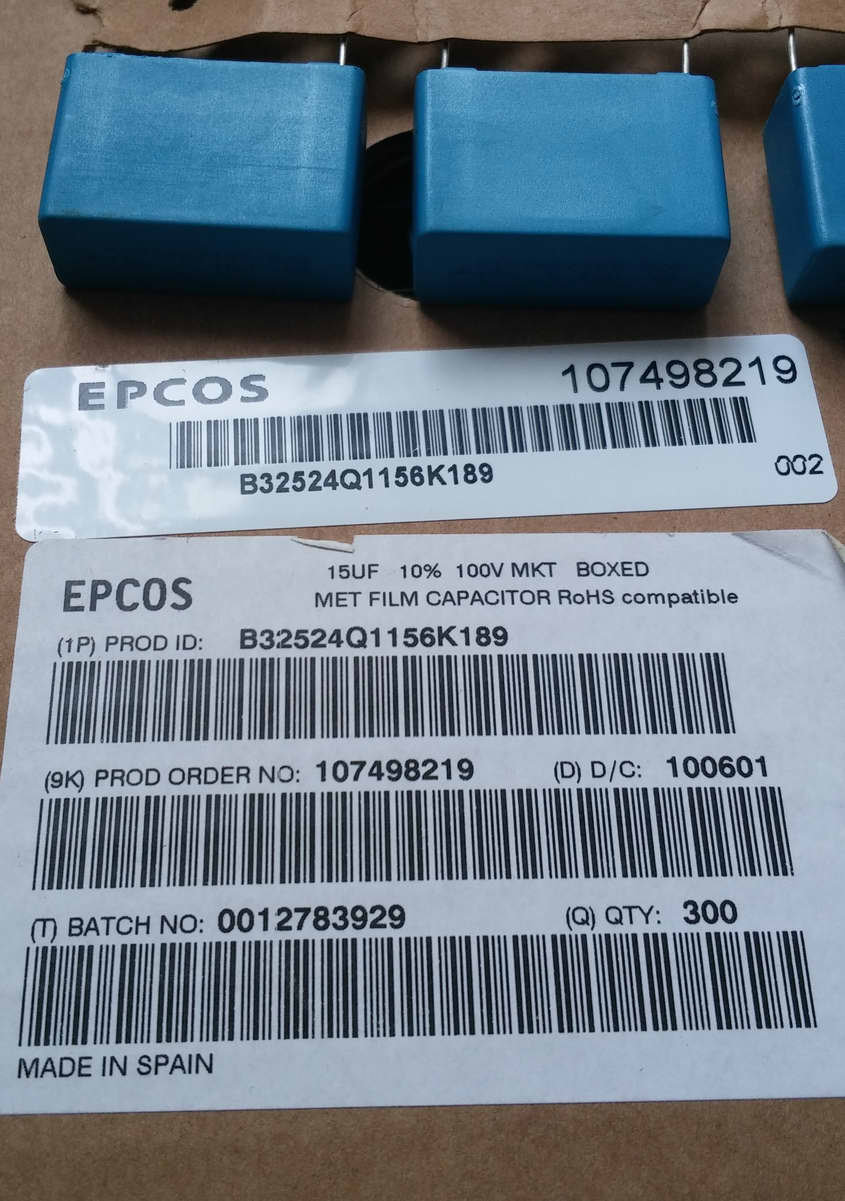 EPCOS 107498219
B32524Q1156K189
002
EPCOS
15UF 10% 100V MKT BOXED
MET FILM CAPACITOR RoHS compatible
(1P) PROD ID: B32524Q1156K189
(9K) PROD ORDER NO: 107498219 (D) D/C: 100601
(T) BATCH NO: 0012783929 (Q) QTY: 300
MADE IN SPAIN